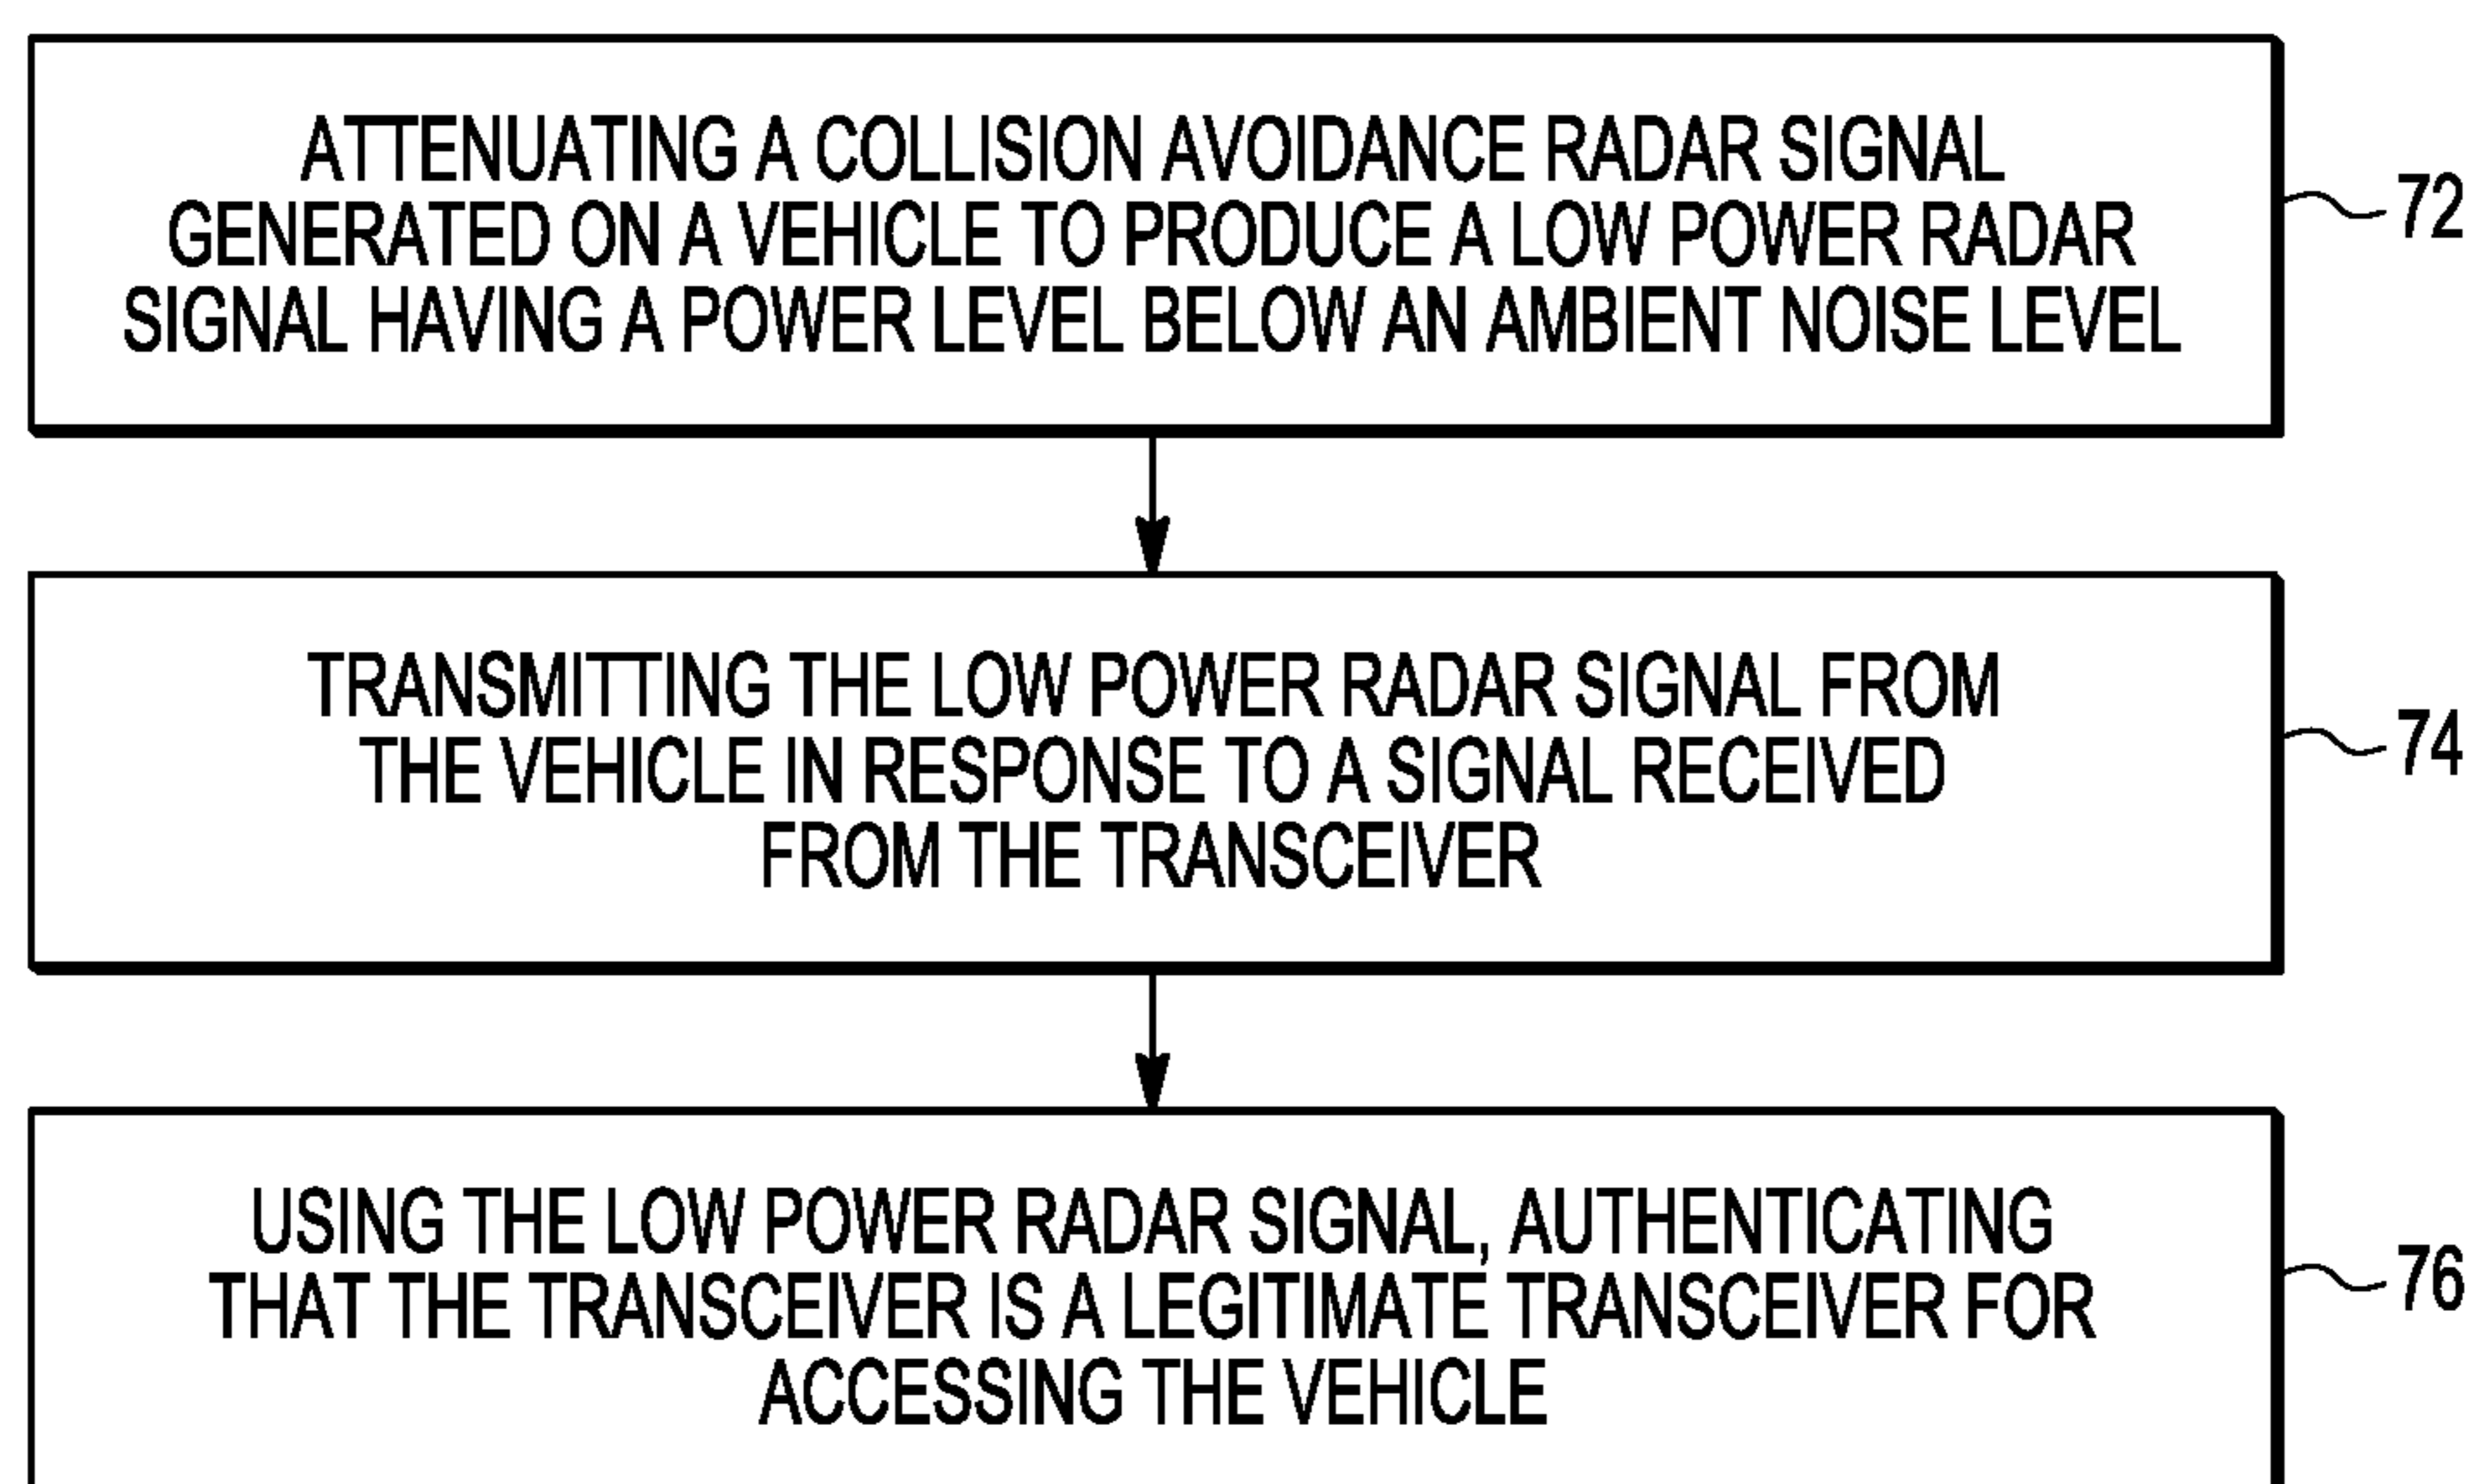 ATTENUATING A COLLISION AVOIDANCE RADAR SIGNAL
GENERATED ON A VEHICLE TO PRODUCE A LOW POWER RADAR
SIGNAL HAVING A POWER LEVEL BELOW AN AMBIENT NOISE LEVEL
72
TRANSMITTING THE LOW POWER RADAR SIGNAL FROM
THE VEHICLE IN RESPONSE TO A SIGNAL RECEIVED
FROM THE TRANSCEIVER
74
USING THE LOW POWER RADAR SIGNAL, AUTHENTICATING
THAT THE TRANSCEIVER IS A LEGITIMATE TRANSCEIVER FOR
ACCESSING THE VEHICLE
76